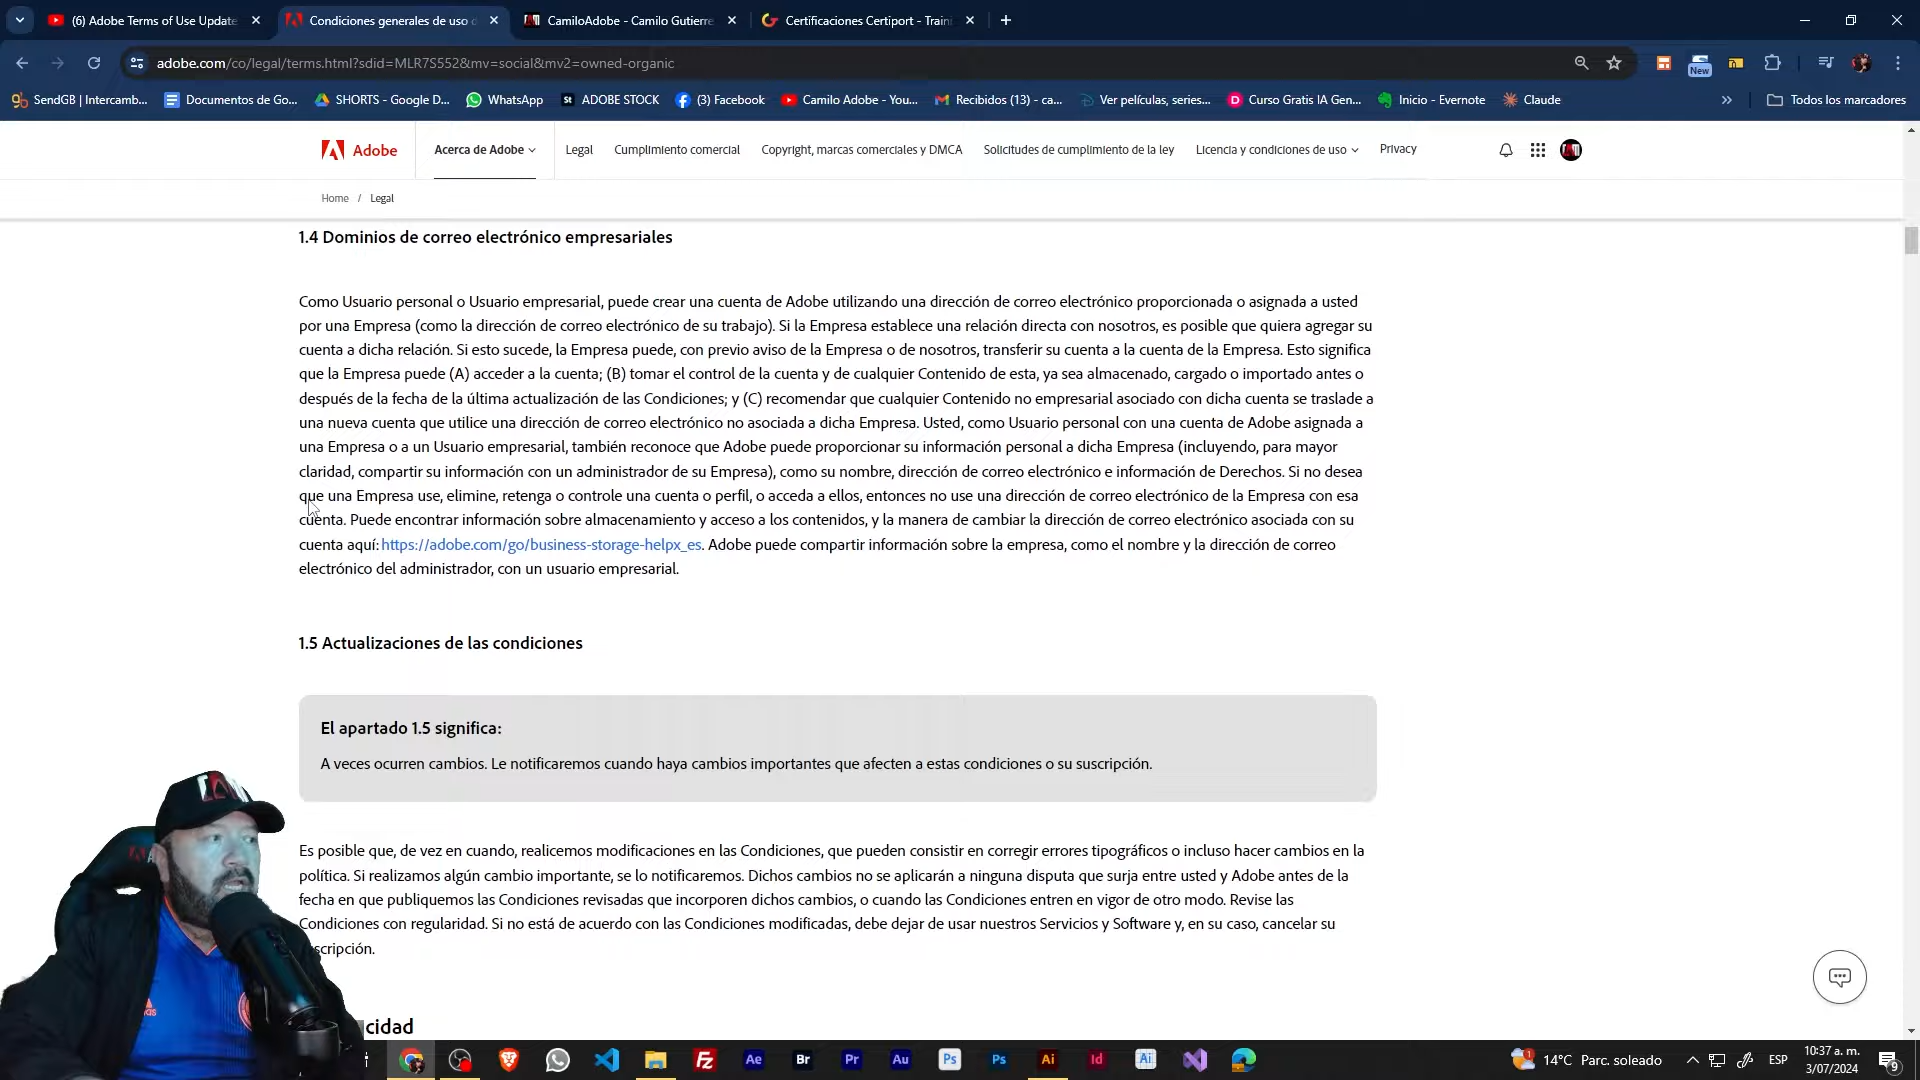 (6) Adobe Terms of Use Update
Condiciones generales de uso d
CamiloAdobe - Camilo Gutierre
Certificaciones Certiport - Train
adobe.com/co/legal/terms.html?sdid=MLR7S552&mv=social&mv2=owned-organic
New
SendGB | Intercamb...
Documentos de Go...
SHORTS - Google D...
WhatsApp
St ADOBE STOCK
(3) Facebook
Camilo Adobe - You...
Recibidos (13) - ca...
Ver películas, series...
D Curso Gratis IA Gen...
Inicio - Evernote
Claude
»
Todos los marcadores
Adobe
Acerca de Adobe
Legal
Cumplimiento comercial
Copyright, marcas comerciales y DMCA
Solicitudes de cumplimiento de la ley
Licencia y condiciones de uso
Privacy
Home / Legal
1.4 Dominios de correo electrónico empresariales
Como Usuario personal o Usuario empresarial, puede crear una cuenta de Adobe utilizando una dirección de correo electrónico proporcionada o asignada a usted
por una Empresa (como la dirección de correo electrónico de su trabajo). Si la Empresa establece una relación directa con nosotros, es posible que quiera agregar su
cuenta a dicha relación. Si esto sucede, la Empresa puede, con previo aviso de la Empresa o de nosotros, transferir su cuenta a la cuenta de la Empresa. Esto significa
que la Empresa puede (A) acceder a la cuenta; (B) tomar el control de la cuenta y de cualquier Contenido de esta, ya sea almacenado, cargado o importado antes o
después de la fecha de la última actualización de las Condiciones; y (C) recomendar que cualquier Contenido no empresarial asociado con dicha cuenta se traslade a
una nueva cuenta que utilice una dirección de correo electrónico no asociada a dicha Empresa. Usted, como Usuario personal con una cuenta de Adobe asignada a
una Empresa o a un Usuario empresarial, también reconoce que Adobe puede proporcionar su información personal a dicha Empresa (incluyendo, para mayor
claridad, compartir su información con un administrador de su Empresa), como su nombre, dirección de correo electrónico e información de Derechos. Si no desea
que una Empresa use, elimine, retenga o controle una cuenta o perfil, o acceda a ellos, entonces no use una dirección de correo electrónico de la Empresa con esa
cuenta. Puede encontrar información sobre almacenamiento y acceso a los contenidos, y la manera de cambiar la dirección de correo electrónico asociada con su
cuenta aquí: https://adobe.com/go/business-storage-helpx_es. Adobe puede compartir información sobre la empresa, como el nombre y la dirección de correo
electrónico del administrador, con un usuario empresarial.
1.5 Actualizaciones de las condiciones
El apartado 1.5 significa:
A veces ocurren cambios. Le notificaremos cuando haya cambios importantes que afecten a estas condiciones o su suscripción.
Es posible que, de vez en cuando, realicemos modificaciones en las Condiciones, que pueden consistir en corregir errores tipográficos o incluso hacer cambios en la
política. Si realizamos algún cambio importante, se lo notificaremos. Dichos cambios no se aplicarán a ninguna disputa que surja entre usted y Adobe antes de la
fecha en que publiquemos las Condiciones revisadas que incorporen dichos cambios, o cuando las Condiciones entren en vigor de otro modo. Revise las
Condiciones con regularidad. Si no está de acuerdo con las Condiciones modificadas, debe dejar de usar nuestros Servicios y Software y, en su caso, cancelar su
scripción.
cidad
Fz
Ae
Br
Pr
Au
Ps
Ps
Ai
Id
Ai
1
14°C Parc. soleado
ESP
10:37 a. m.
3/07/2024
9